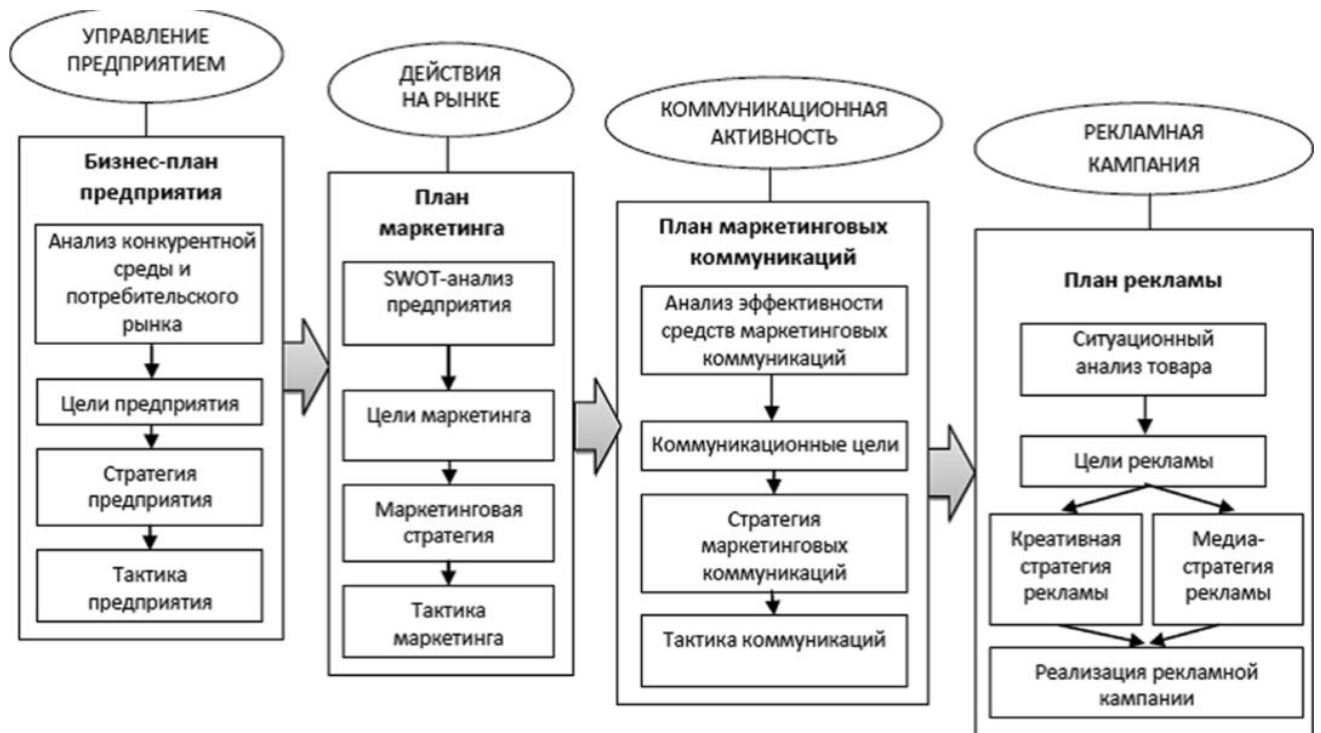 УПРАВЛЕНИЕ
ПРЕДПРИЯТИЕМ
Бизнес-план
предприятия
Анализ конкурентной
среды и
потребительского
рынка
Цели предприятия
Стратегия
предприятия
Тактика
предприятия
ДЕЙСТВИЯ
НА РЫНКЕ
План
маркетинга
SWOT-анализ
предприятия
Цели маркетинга
Маркетинговая
стратегия
Тактика
маркетинга
КОММУНИКАЦИОННАЯ
АКТИВНОСТЬ
План маркетинговых
коммуникаций
Анализ эффективности
средств маркетинговых
коммуникаций
Коммуникационные цели
Стратегия
маркетинговых
коммуникаций
Тактика коммуникаций
РЕКЛАМНАЯ
КАМПАНИЯ
План рекламы
Ситуационный
анализ товара
Цели рекламы
Креативная
стратегия
рекламы
Медиа-
стратегия
рекламы
Реализация рекламной
кампании